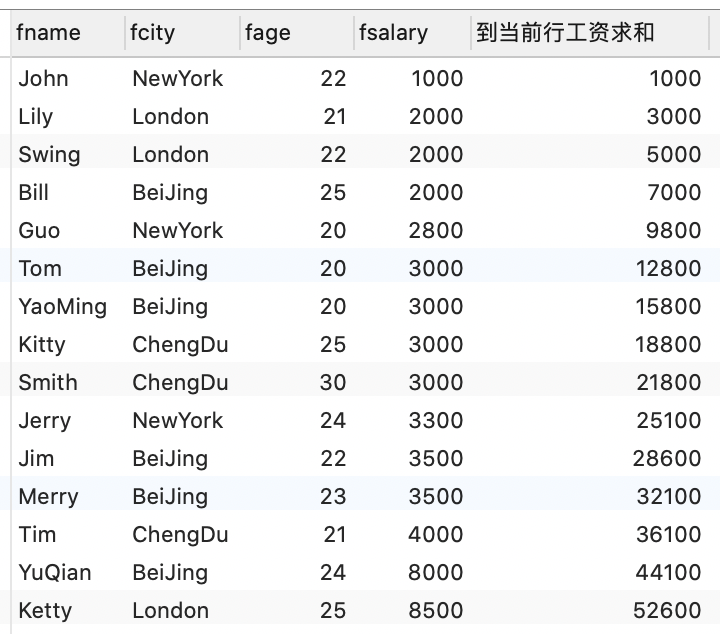 fname fcity fage fsalary 到当前行工资求和
John NewYork 22 1000 1000
Lily London 21 2000 3000
Swing London 22 2000 5000
Bill BeiJing 25 2000 7000
Guo NewYork 20 2800 9800
Tom BeiJing 20 3000 12800
YaoMing BeiJing 20 3000 15800
Kitty ChengDu 25 3000 18800
Smith ChengDu 30 3000 21800
Jerry NewYork 24 3300 25100
Jim BeiJing 22 3500 28600
Merry BeiJing 23 3500 32100
Tim ChengDu 21 4000 36100
YuQian BeiJing 24 8000 44100
Ketty London 25 8500 52600